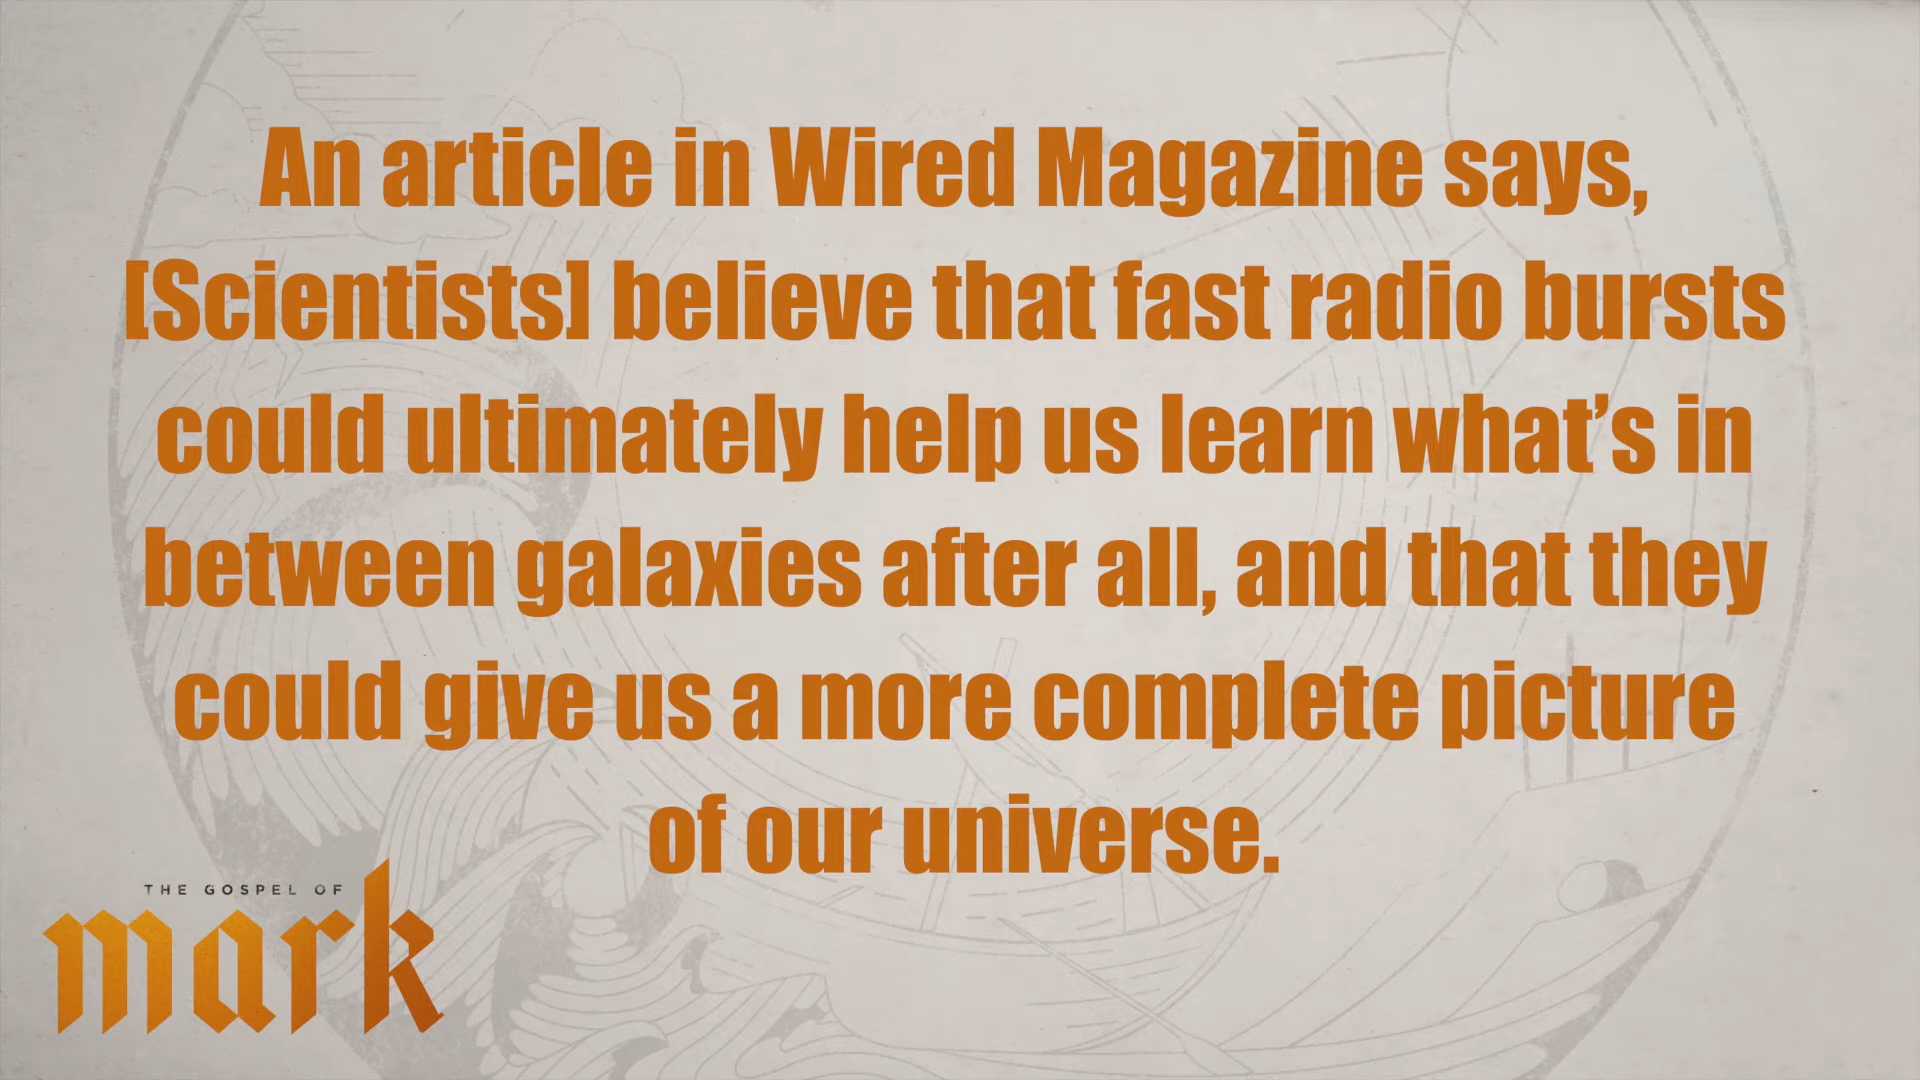 An article in Wired Magazine says,
[Scientists] believe that fast radio bursts
could ultimately help us learn what’s in
between galaxies after all, and that they
could give us a more complete picture
of our universe.
THE GOSPEL OF
mark